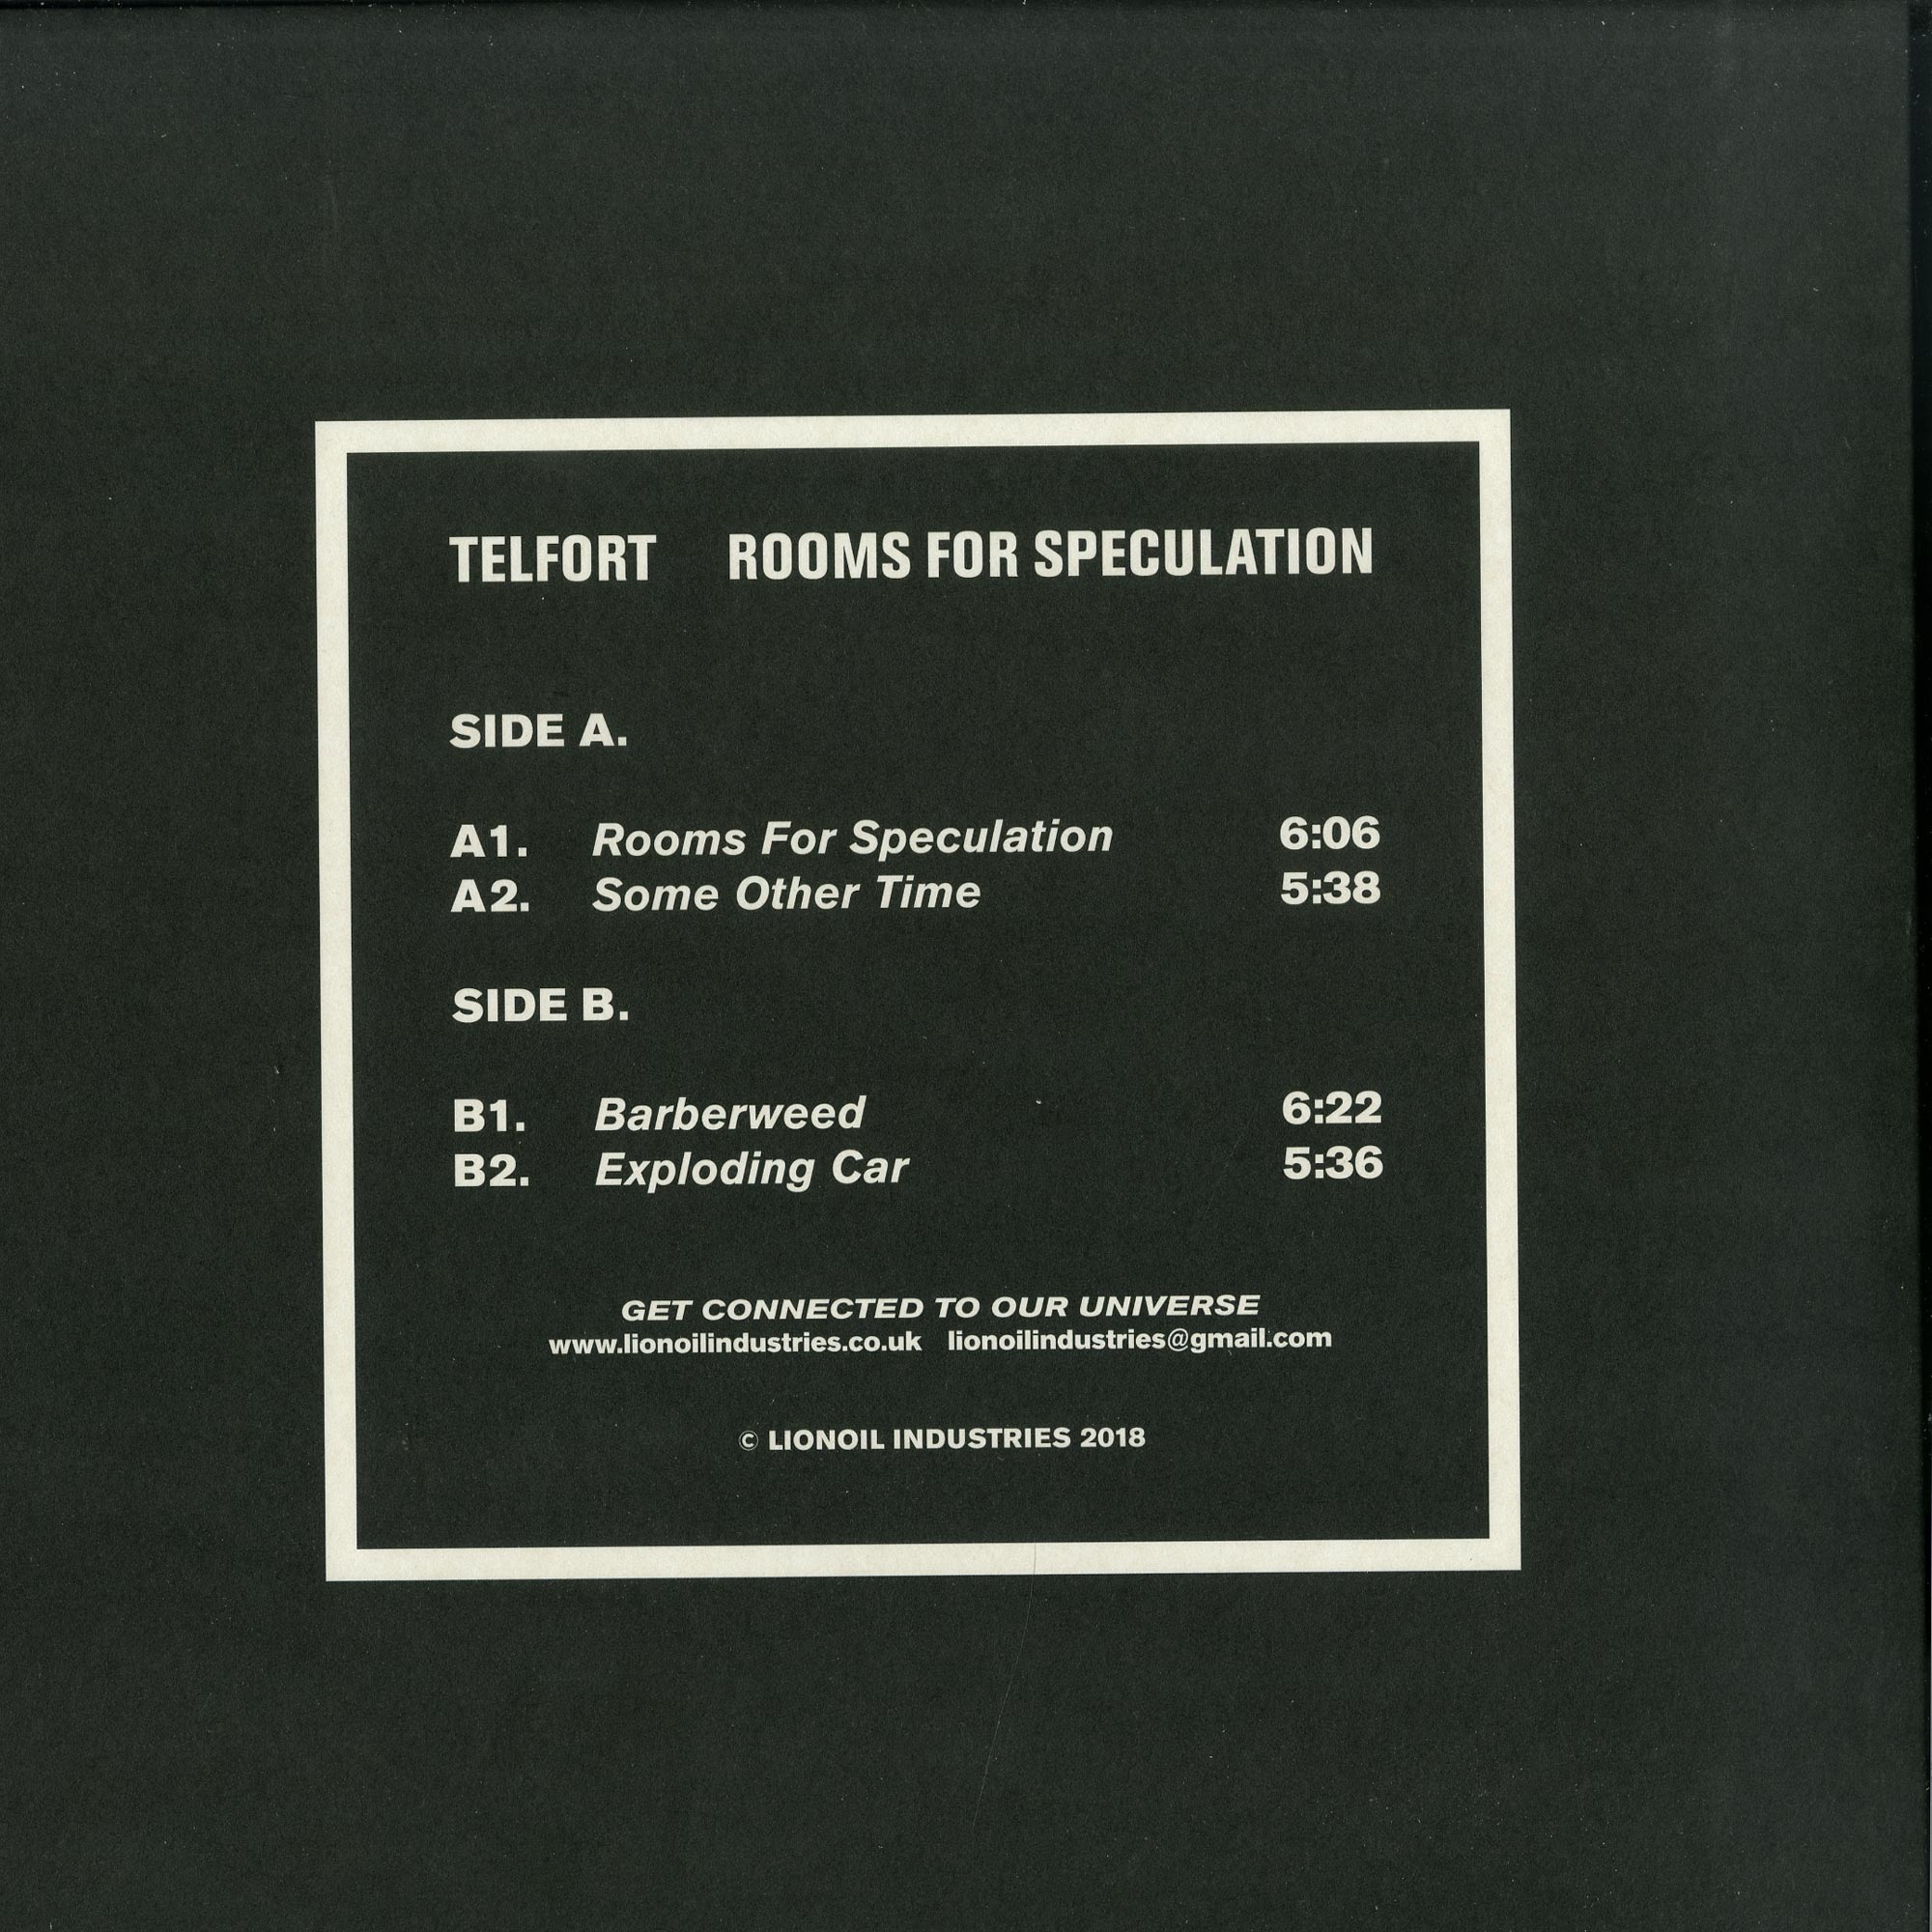 TELFORT ROOMS FOR SPECULATION
SIDE A.
A1. Rooms For Speculation 6:06
A2. Some Other Time 5:38
SIDE B.
B1. Barberweed 6:22
B2. Exploding Car 5:36
GET CONNECTED TO OUR UNIVERSE
www.lionoilindustries.co.uk lionoilindustries@gmail.com
© LIONOIL INDUSTRIES 2018